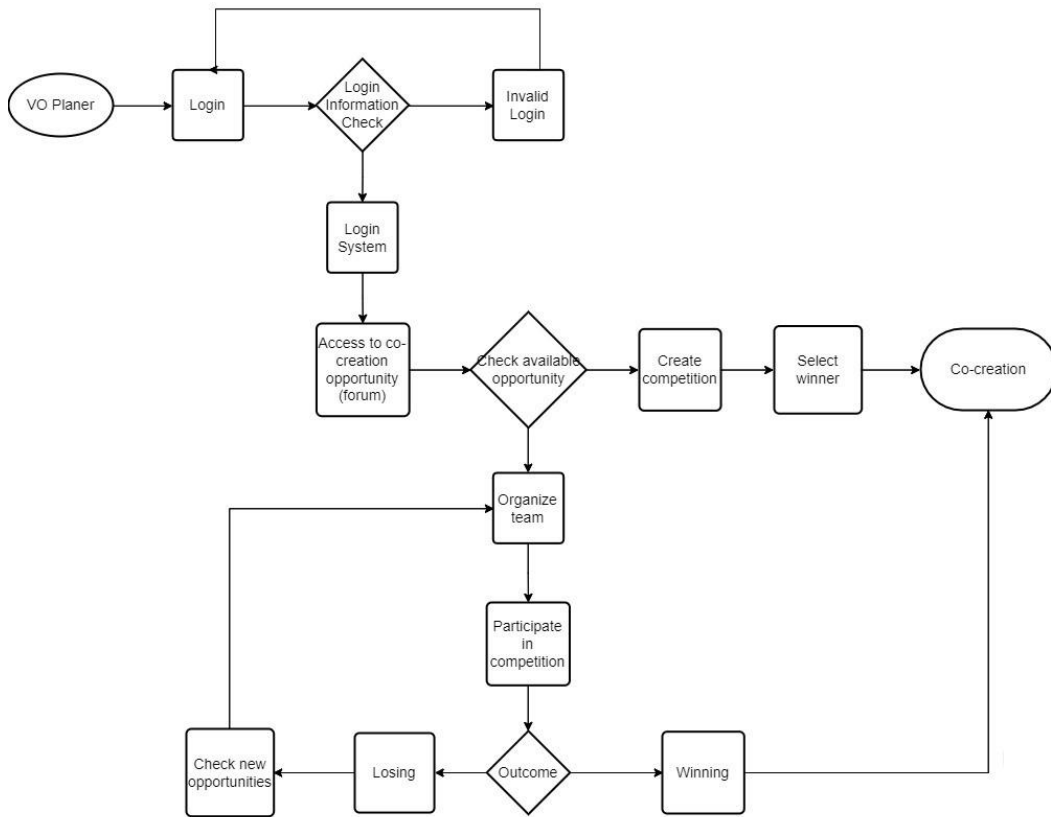 VO Planer
Login
Login
Information
Check
Invalid
Login
Login
System
Access to co-
creation
opportunity
(forum)
Check available
opportunity
Create
competition
Select
winner
Co-creation
Organize
team
Participate
in
competition
Check new
opportunities
Losing
Outcome
Winning